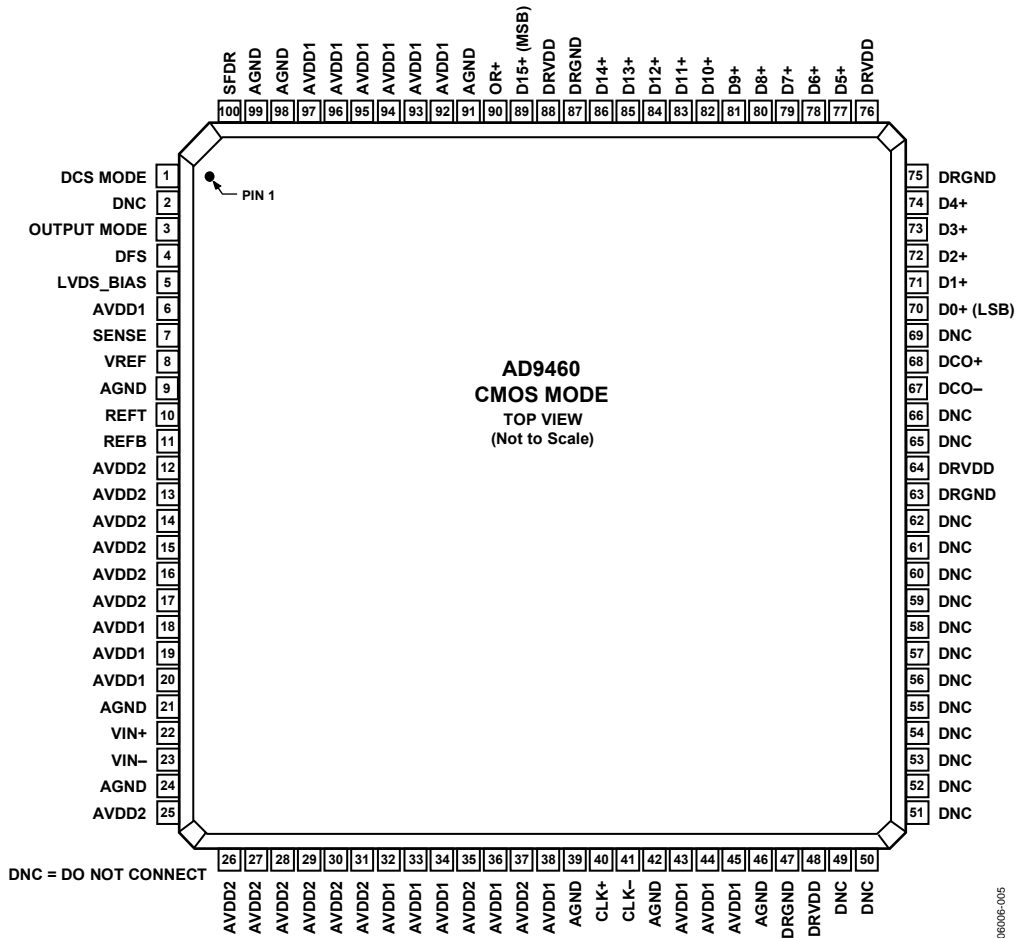 SFDR
AGND
AGND
AVDD1
AVDD1
AVDD1
AVDD1
AVDD1
AVDD1
AGND
OR+
D15+ (MSB)
DRVDD
DRGND
D14+
D13+
D12+
D11+
D10+
D9+
D8+
D7+
D6+
D5+
DRVDD
100 99 98 97 96 95 94 93 92 91 90 89 88 87 86 85 84 83 82 81 80 79 78 77 76
PIN 1
DCS MODE 1
DNC 2
OUTPUT MODE 3
DFS 4
LVDS_BIAS 5
AVDD1 6
SENSE 7
VREF 8
AGND 9
REFT 10
REFB 11
AVDD2 12
AVDD2 13
AVDD2 14
AVDD2 15
AVDD2 16
AVDD2 17
AVDD1 18
AVDD1 19
AVDD1 20
AGND 21
VIN+ 22
VIN– 23
AGND 24
AVDD2 25
AD9460
CMOS MODE
TOP VIEW
(Not to Scale)
75 DRGND
74 D4+
73 D3+
72 D2+
71 D1+
70 D0+ (LSB)
69 DNC
68 DCO+
67 DCO–
66 DNC
65 DNC
64 DRVDD
63 DRGND
62 DNC
61 DNC
60 DNC
59 DNC
58 DNC
57 DNC
56 DNC
55 DNC
54 DNC
53 DNC
52 DNC
51 DNC
26 27 28 29 30 31 32 33 34 35 36 37 38 39 40 41 42 43 44 45 46 47 48 49 50
AVDD2
AVDD2
AVDD2
AVDD2
AVDD2
AVDD2
AVDD1
AVDD1
AVDD1
AVDD2
AVDD1
AVDD2
AVDD1
AGND
CLK+
CLK–
AGND
AVDD1
AVDD1
AVDD1
AGND
DRGND
DRVDD
DNC
DNC
DNC = DO NOT CONNECT
06006-005